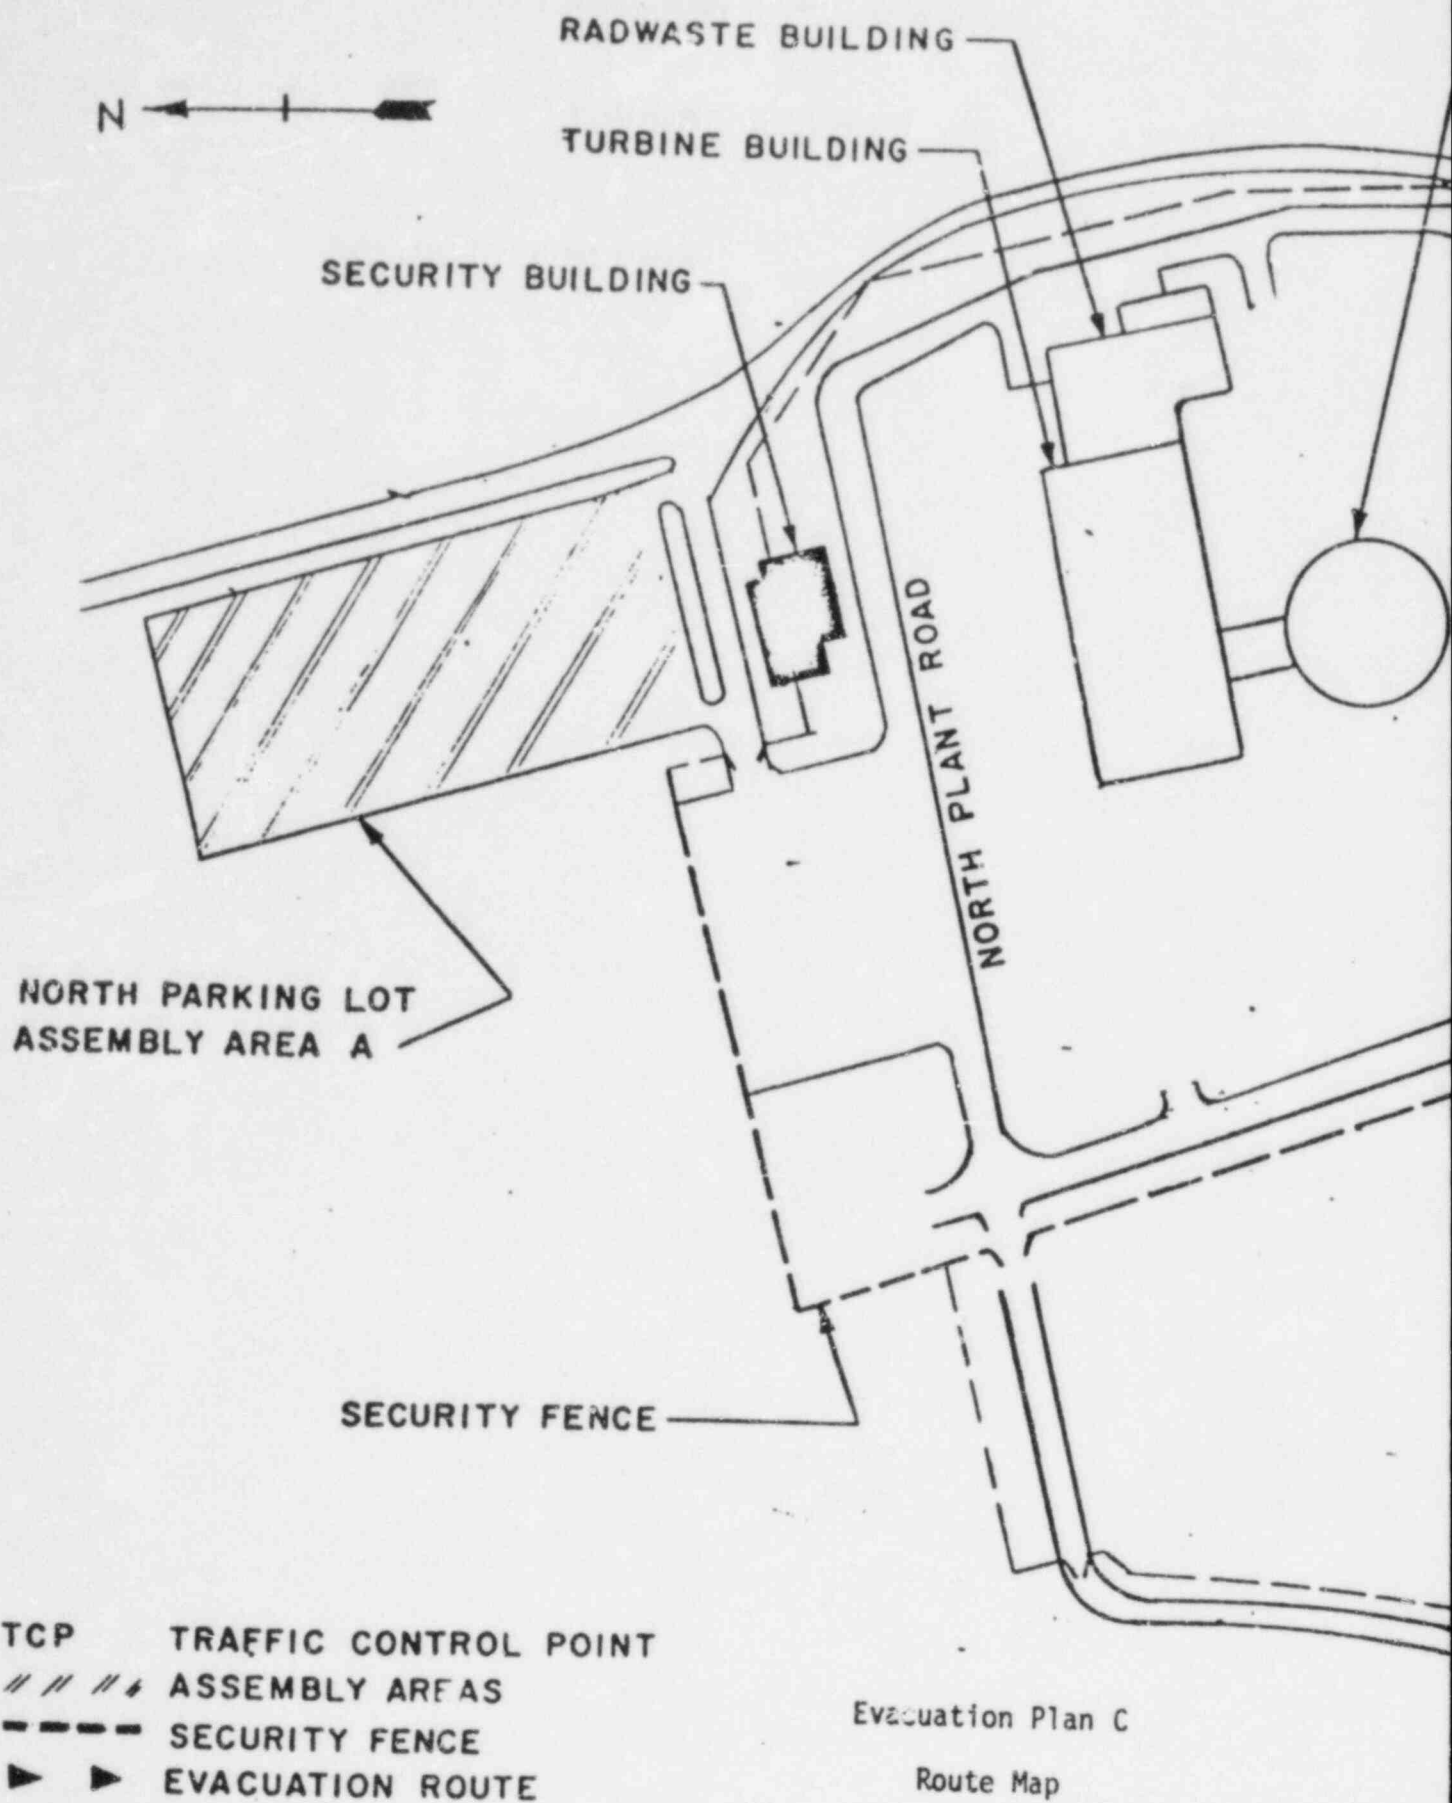 RADWASTE BUILDING
N
TURBINE BUILDING
SECURITY BUILDING
NORTH PLANT ROAD
NORTH PARKING LOT
ASSEMBLY AREA A
SECURITY FENCE
TCP TRAFFIC CONTROL POINT
ASSEMBLY AREAS
SECURITY FENCE
EVACUATION ROUTE
Evacuation Plan C
Route Map